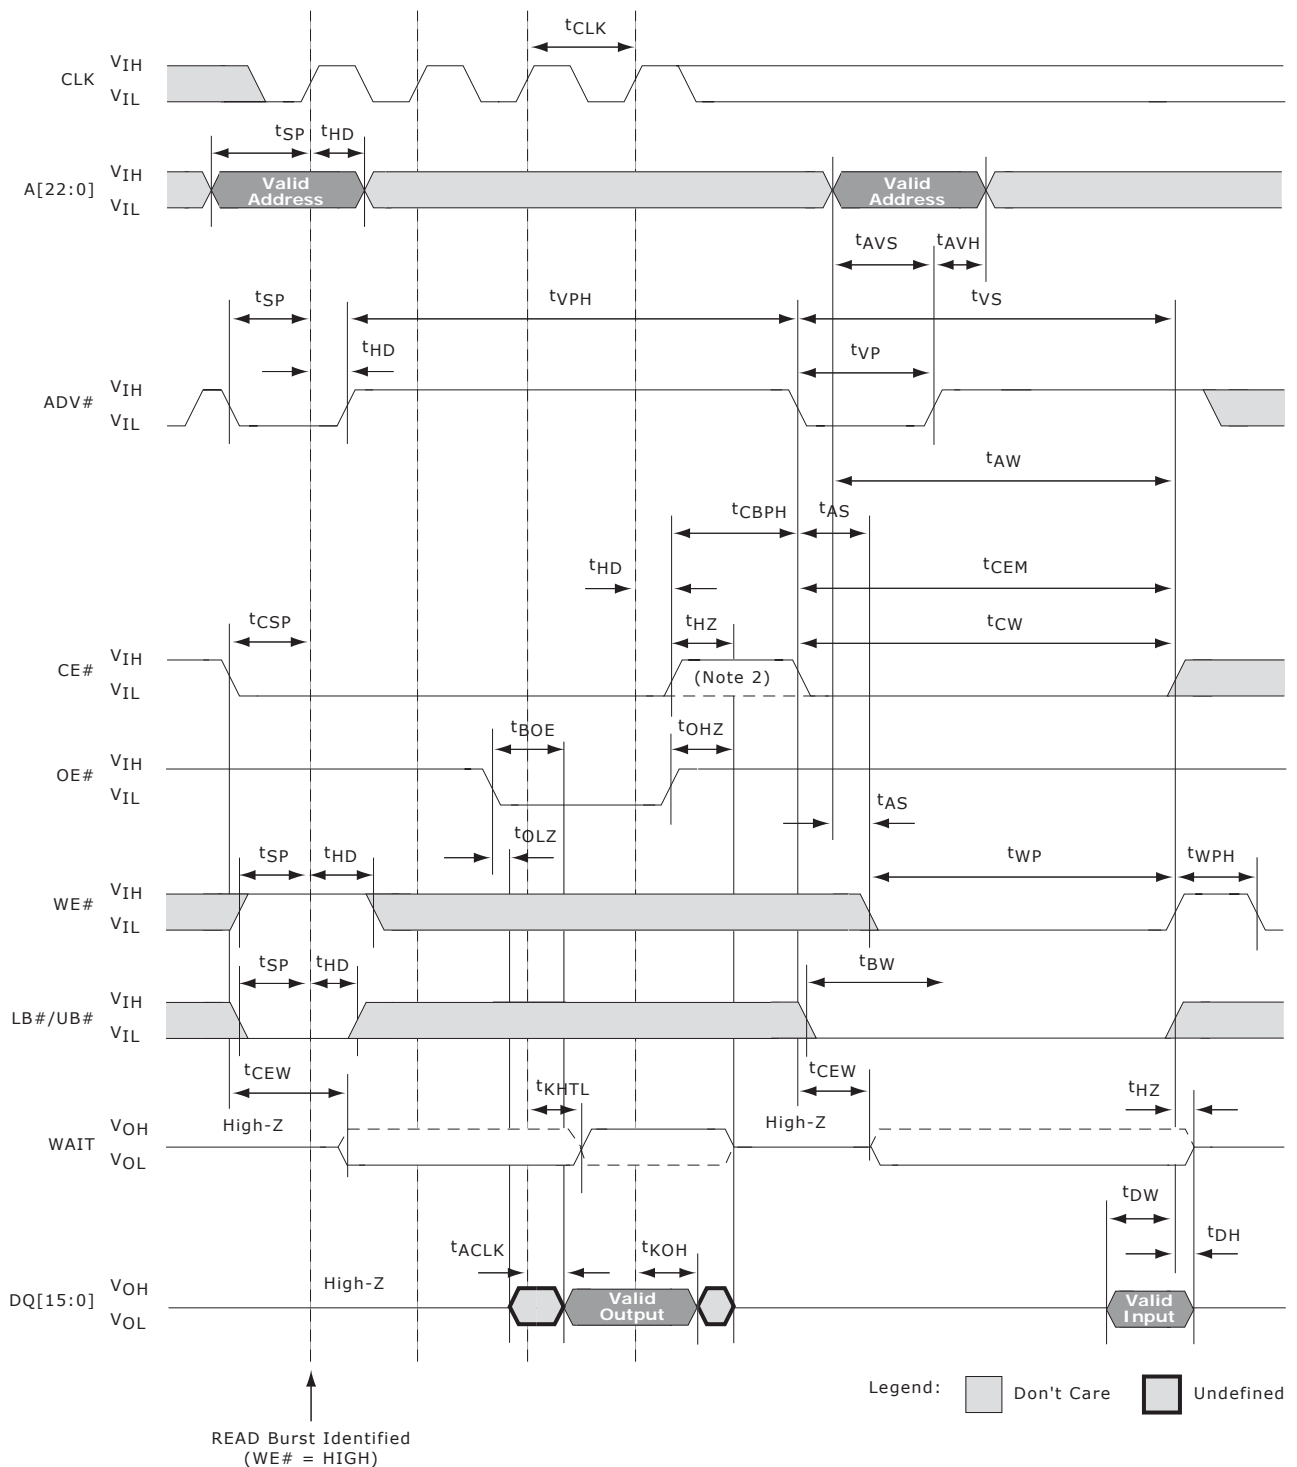 tCLK
CLK VIH
VIL
tSP tHD
A[22:0] VIH
VIL
Valid
Address
Valid
Address
tAVS tAVH
tSP tVPH tVS
tHD tVP
ADV# VIH
VIL
tAW
tCBPH tAS
tHD tCEM
tCSP tHZ tCW
CE# VIH
VIL
(Note 2)
tBOE tOHZ
OE# VIH
VIL
tAS
tOLZ
tSP tHD tWP tWPH
WE# VIH
VIL
tSP tHD tBW
LB#/UB# VIH
VIL
tCEW tKHTL tCEW tHZ
High-Z High-Z
WAIT VOH
VOL
tDW
tACLK tKOH tDH
High-Z
DQ[15:0] VOH
VOL
Valid
Output
Valid
Input
Legend: Don't Care Undefined
READ Burst Identified
(WE# = HIGH)